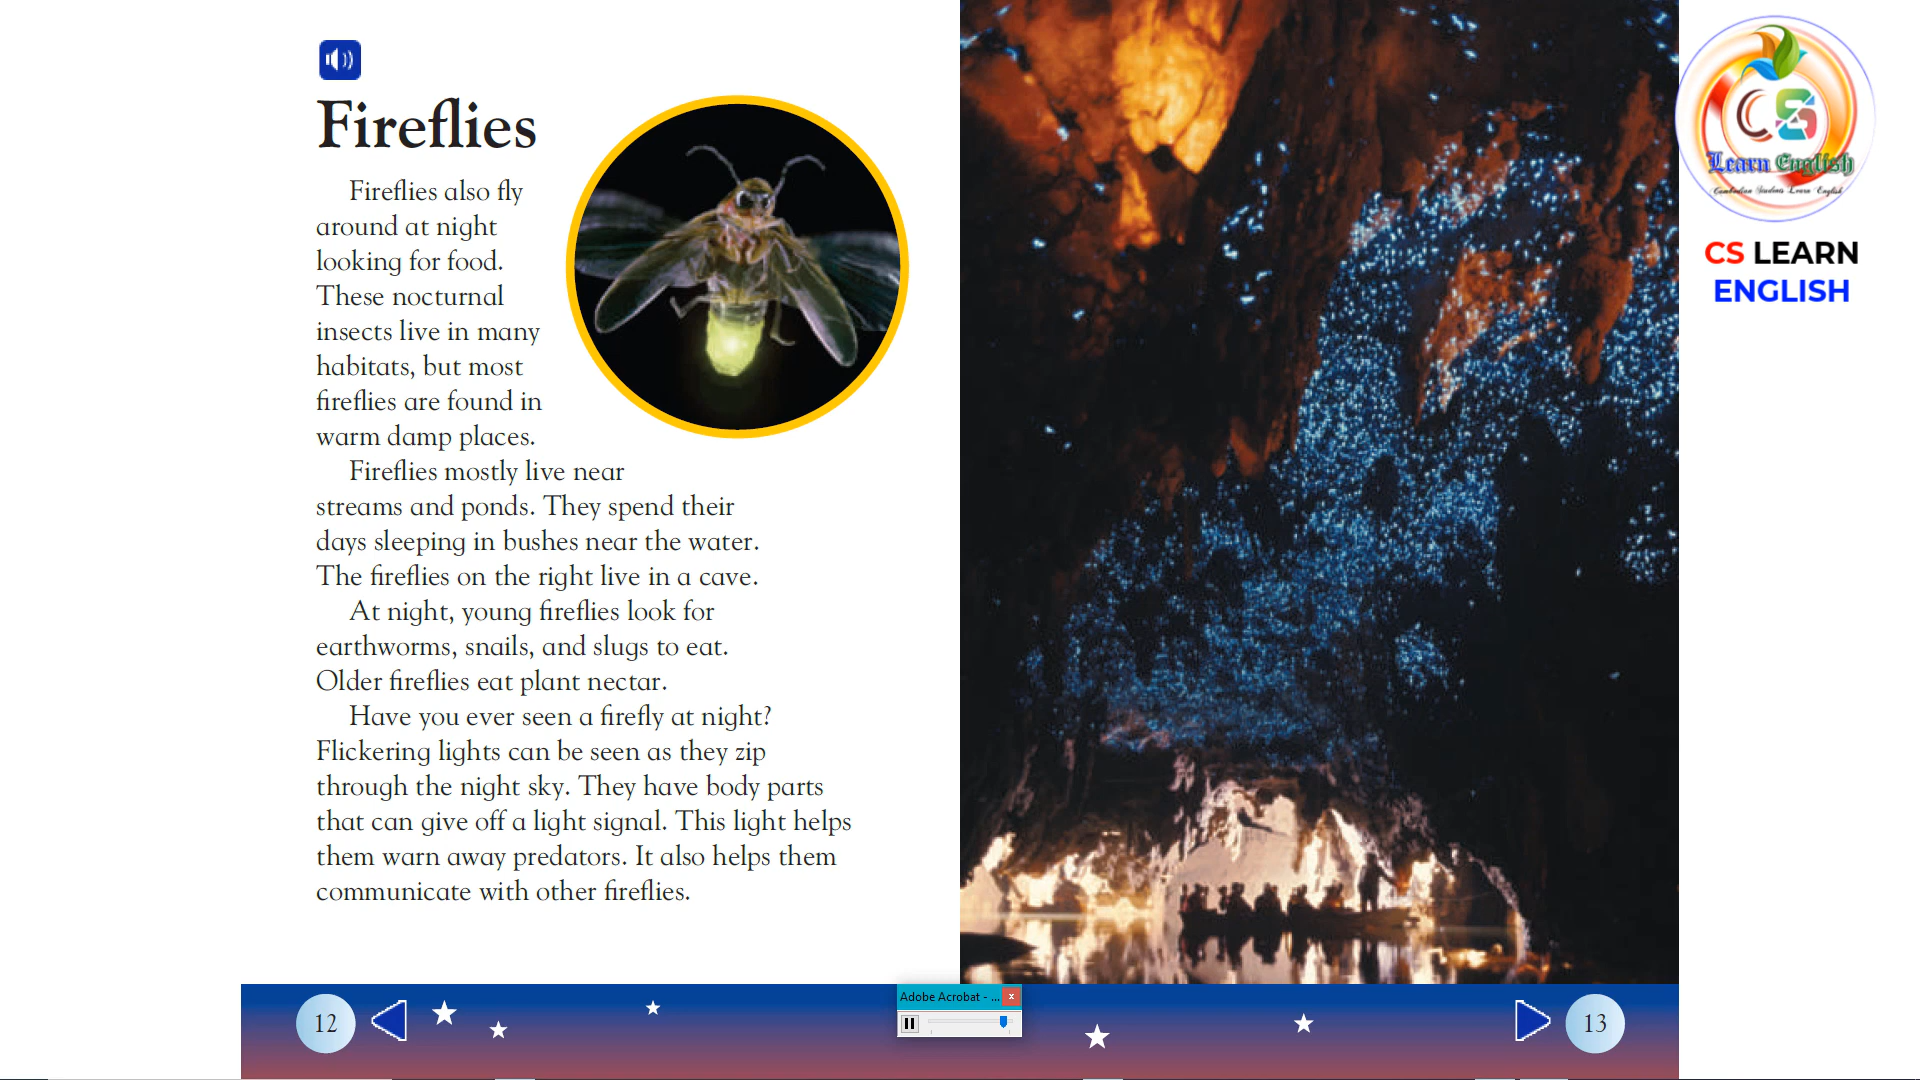 Fireflies
Fireflies also fly
around at night
looking for food.
These nocturnal
insects live in many
habitats, but most
fireflies are found in
warm damp places.
Fireflies mostly live near
streams and ponds. They spend their
days sleeping in bushes near the water.
The fireflies on the right live in a cave.
At night, young fireflies look for
earthworms, snails, and slugs to eat.
Older fireflies eat plant nectar.
Have you ever seen a firefly at night?
Flickering lights can be seen as they zip
through the night sky. They have body parts
that can give off a light signal. This light helps
them warn away predators. It also helps them
communicate with other fireflies.
12
Adobe Acrobat - ...
x
13
CS
Learn English
Cambodian Students Learn English
CS LEARN
ENGLISH